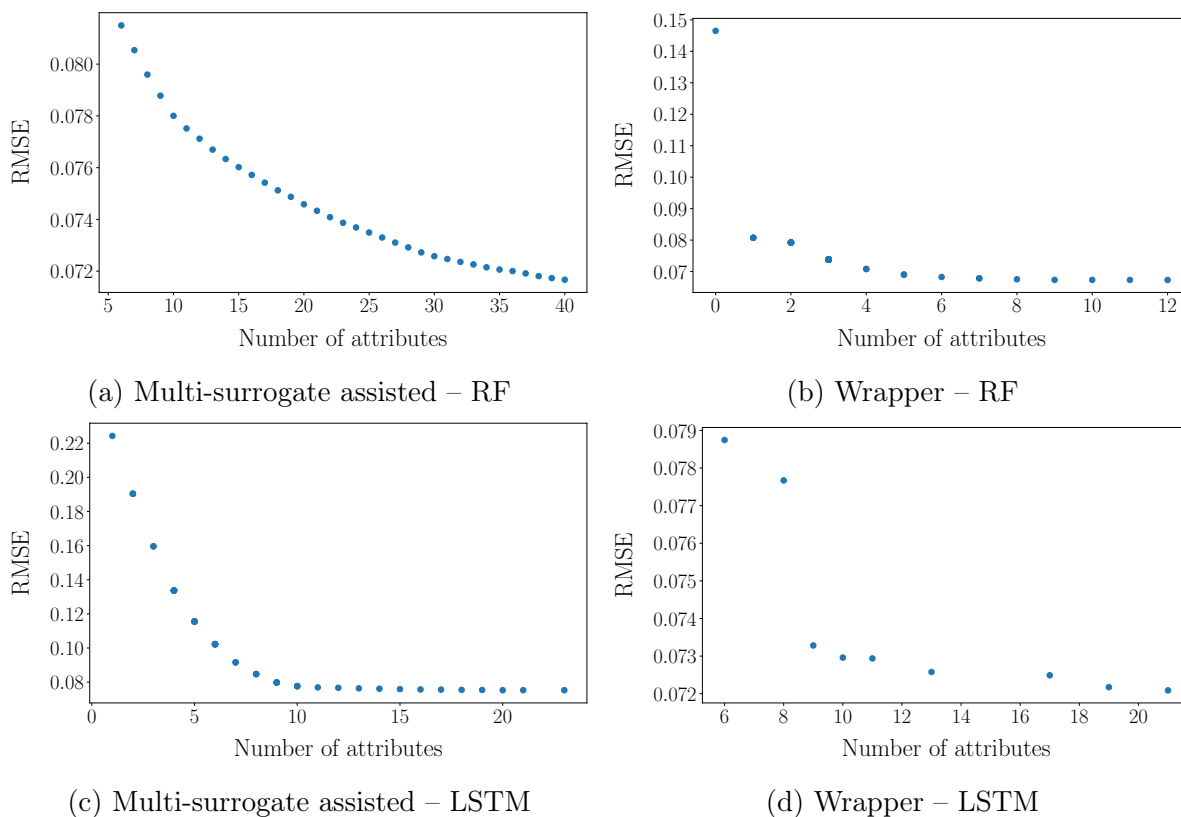 0.080
0.078
0.076
0.074
0.072
RMSE
5 10 15 20 25 30 35 40
Number of attributes
(a) Multi-surrogate assisted – RF
0.15
0.14
0.13
0.12
0.11
0.10
0.09
0.08
0.07
RMSE
0 2 4 6 8 10 12
Number of attributes
(b) Wrapper – RF
0.22
0.20
0.18
0.16
0.14
0.12
0.10
0.08
RMSE
0 5 10 15 20
Number of attributes
(c) Multi-surrogate assisted – LSTM
0.079
0.078
0.077
0.076
0.075
0.074
0.073
0.072
RMSE
6 8 10 12 14 16 18 20
Number of attributes
(d) Wrapper – LSTM